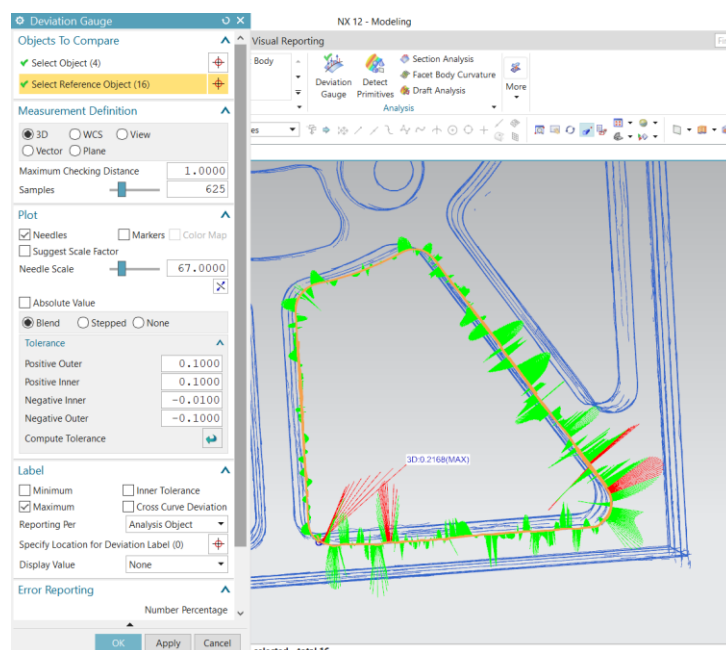 Deviation Gauge
NX 12 - Modeling
Objects To Compare
Select Object (4)
Select Reference Object (16)
Measurement Definition
3D WCS View
Vector Plane
Maximum Checking Distance 1.0000
Samples 625
Plot
Needles Markers Color Map
Suggest Scale Factor
Needle Scale 67.0000
Absolute Value
Blend Stepped None
Tolerance
Positive Outer 0.1000
Positive Inner 0.1000
Negative Inner -0.0100
Negative Outer -0.1000
Compute Tolerance
Label
Minimum Inner Tolerance
Maximum Cross Curve Deviation
Reporting Per Analysis Object
Specify Location for Deviation Label (0)
Display Value None
Error Reporting
Number Percentage
OK Apply Cancel
Visual Reporting
Fi
Body
Deviation Gauge
Detect Primitives
Section Analysis
Facet Body Curvature
Draft Analysis
More
Analysis
es
3D:0.2168(MAX)